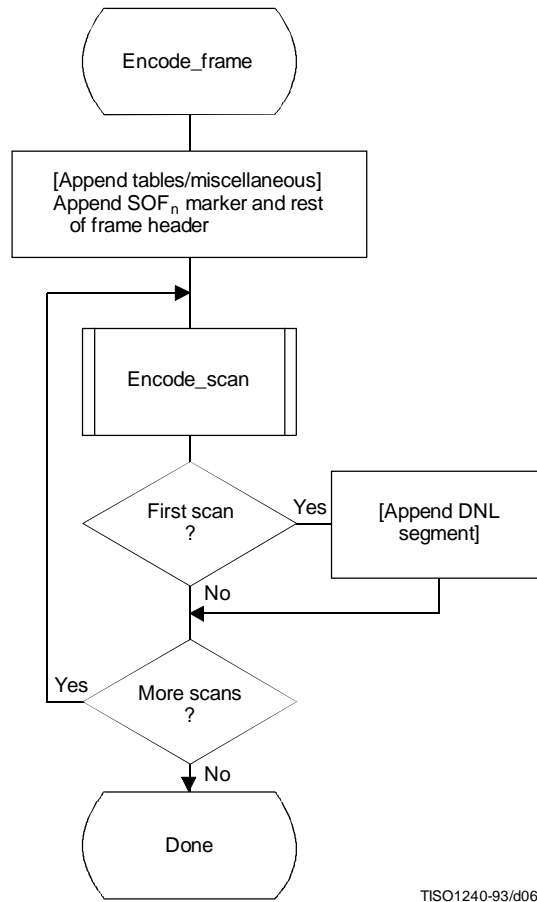 Encode_frame
[Append tables/miscellaneous]
Append SOFn marker and rest
of frame header
Encode_scan
First scan
?
Yes
[Append DNL
segment]
No
Yes
More scans
?
No
Done
TISO1240-93/d06